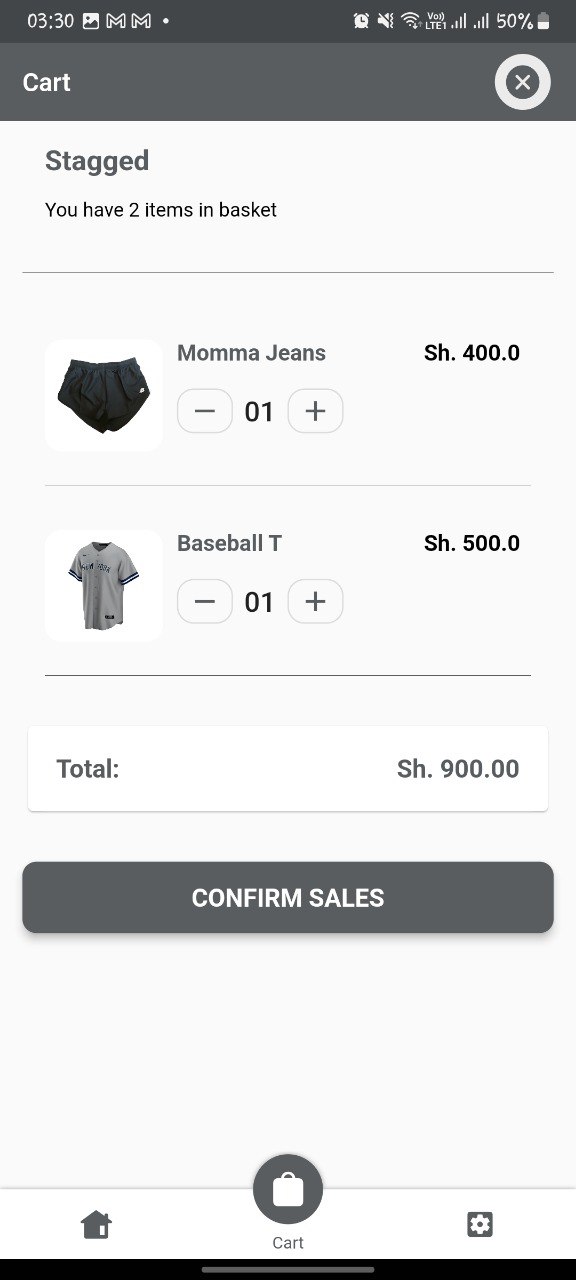 03:30
Vo)) 50%
LTE1
Cart
Stagged
You have 2 items in basket
Momma Jeans Sh. 400.0
01
Baseball T Sh. 500.0
01
Total: Sh. 900.00
CONFIRM SALES
Cart